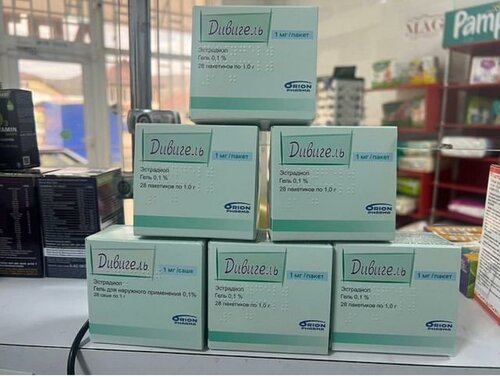 Дивигель
1 мг/пакет
Эстрадиол
Гель 0,1 %
28 пакетиков по 1,0 г
ORION
PHARMA
Дивигель
1 мг/пакет
Эстрадиол
Гель 0,1 %
28 пакетиков по 1,0 г
ORION
PHARMA
Дивигель
1 мг/пакет
Эстрадиол
Гель 0,1 %
28 пакетиков по 1,0 г
ORION
PHARMA
Дивигель
1 мг/саше
Эстрадиол
Гель для наружного применения 0,1%
28 саше по 1 г
ORION
PHARMA
Дивигель
1 мг/пакет
Эстрадиол
Гель 0,1 %
28 пакетиков по 1,0 г
ORION
PHARMA
Дивигель
1 мг/пакет
Эстрадиол
Гель 0,1 %
28 пакетиков по 1,0 г
ORION
PHARMA
MAG
Pamp